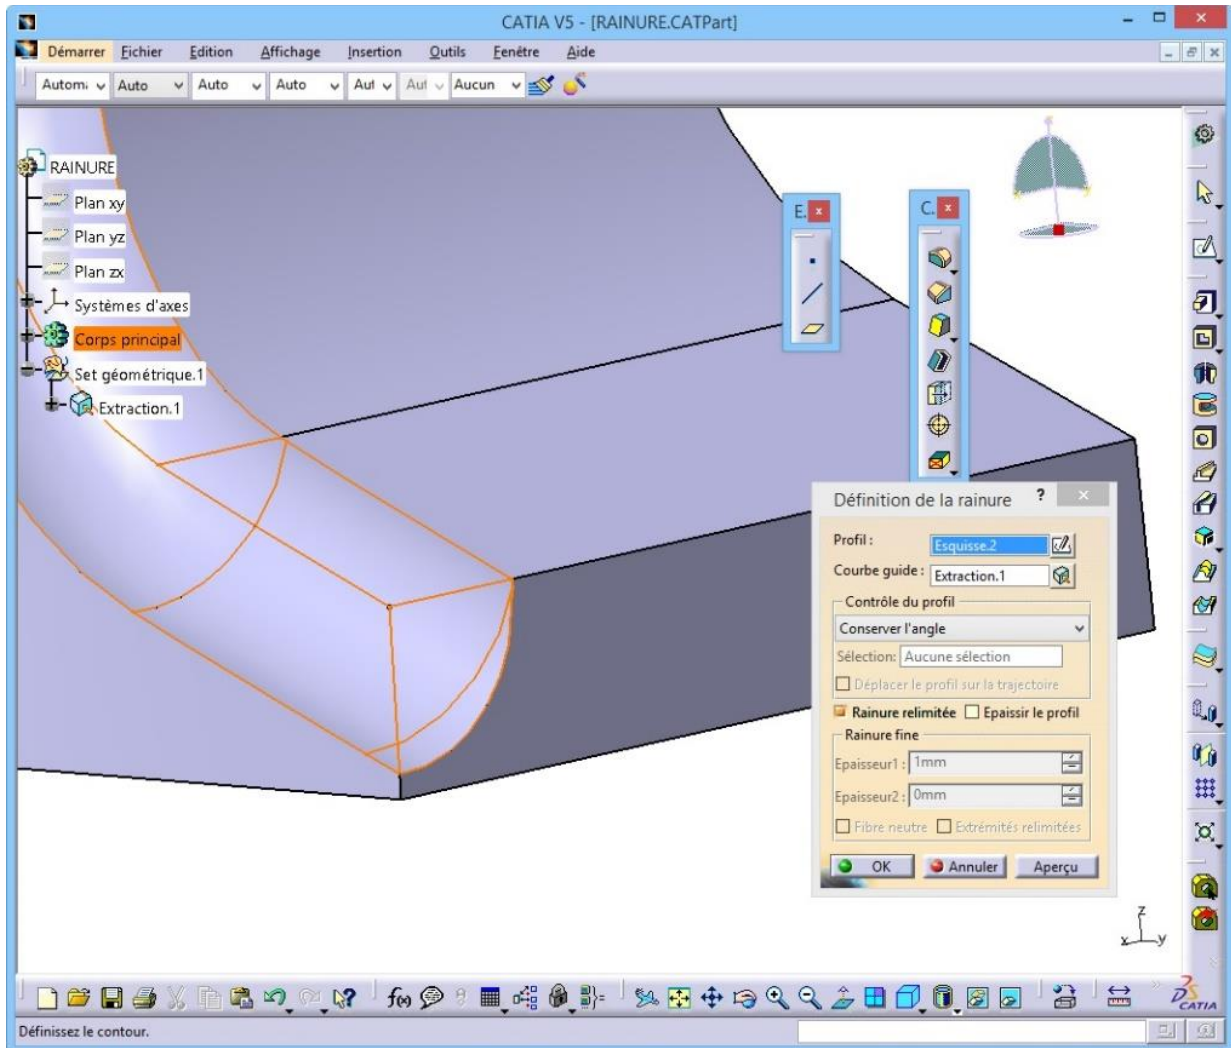 CATIA V5 - [RAINURE.CATPart]
Démarrer Fichier Edition Affichage Insertion Outils Fenêtre Aide
Autom. Auto Auto Auto Aut Aut Aucun
RAINURE
Plan xy
Plan yz
Plan zx
Systèmes d'axes
Corps principal
Set géométrique.1
Extraction.1
E.
C.
Définition de la rainure ?
Profil : Esquisse.2
Courbe guide : Extraction.1
Contrôle du profil
Conserver l'angle
Sélection: Aucune sélection
Déplacer le profil sur la trajectoire
Rainure relimitée Epaissir le profil
Rainure fine
Epaisseur1 : 1mm
Epaisseur2 : 0mm
Fibre neutre Extrémités relimitées
OK Annuler Aperçu
z
x y
f(x)
CATIA
Définissez le contour.